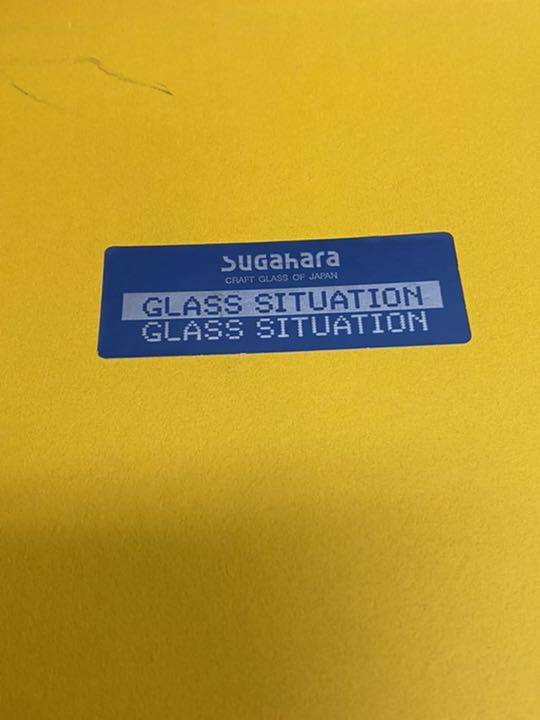 Sugahara
CRAFT GLASS OF JAPAN
GLASS SITUATION
GLASS SITUATION